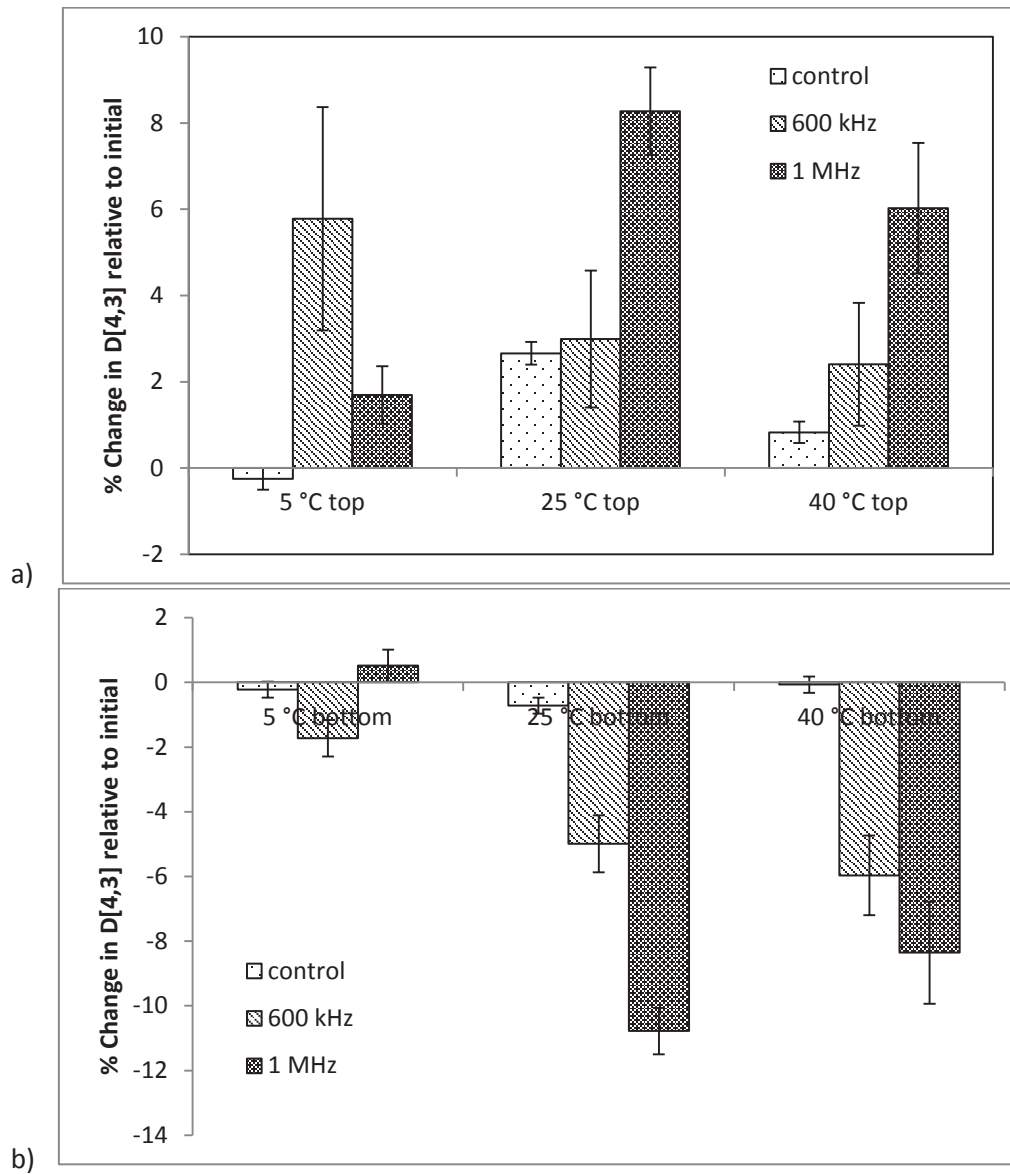 % Change in D[4,3] relative to initial
10
8
6
4
2
0
-2
control
600 kHz
1 MHz
5 °C top 25 °C top 40 °C top
a)
% Change in D[4,3] relative to initial
2
0
-2
-4
-6
-8
-10
-12
-14
5 °C bottom 25 °C bottom 40 °C bottom
control
600 kHz
1 MHz
b)